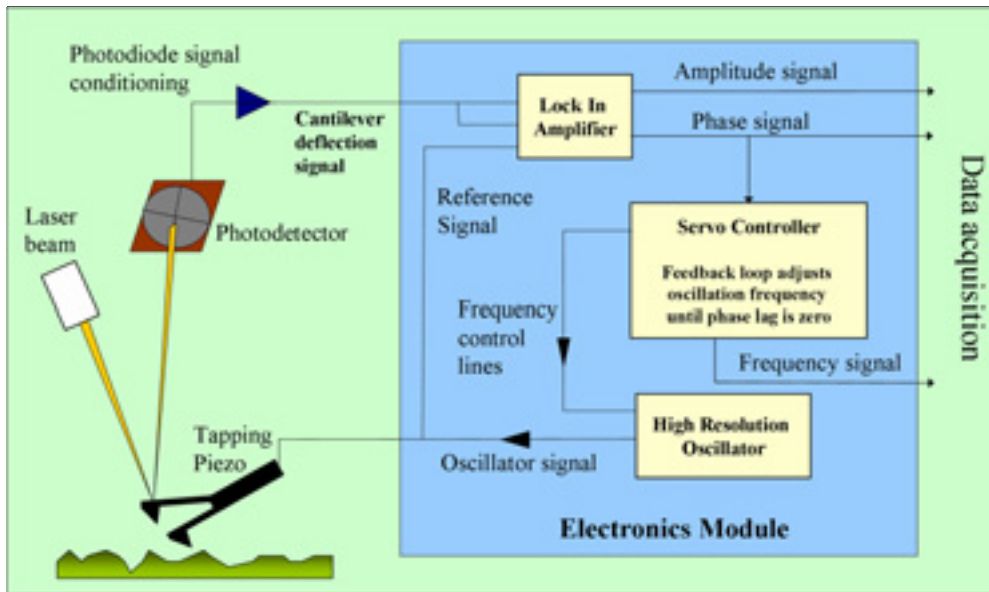 Photodiode signal
conditioning
Cantilever
deflection
signal
Lock In
Amplifier
Amplitude signal
Phase signal
Laser
beam
Photodetector
Reference
Signal
Servo Controller
Feedback loop adjusts
oscillation frequency
until phase lag is zero
Data acquisition
Frequency
control
lines
Frequency signal
Tapping
Piezo
Oscillator signal
High Resolution
Oscillator
Electronics Module